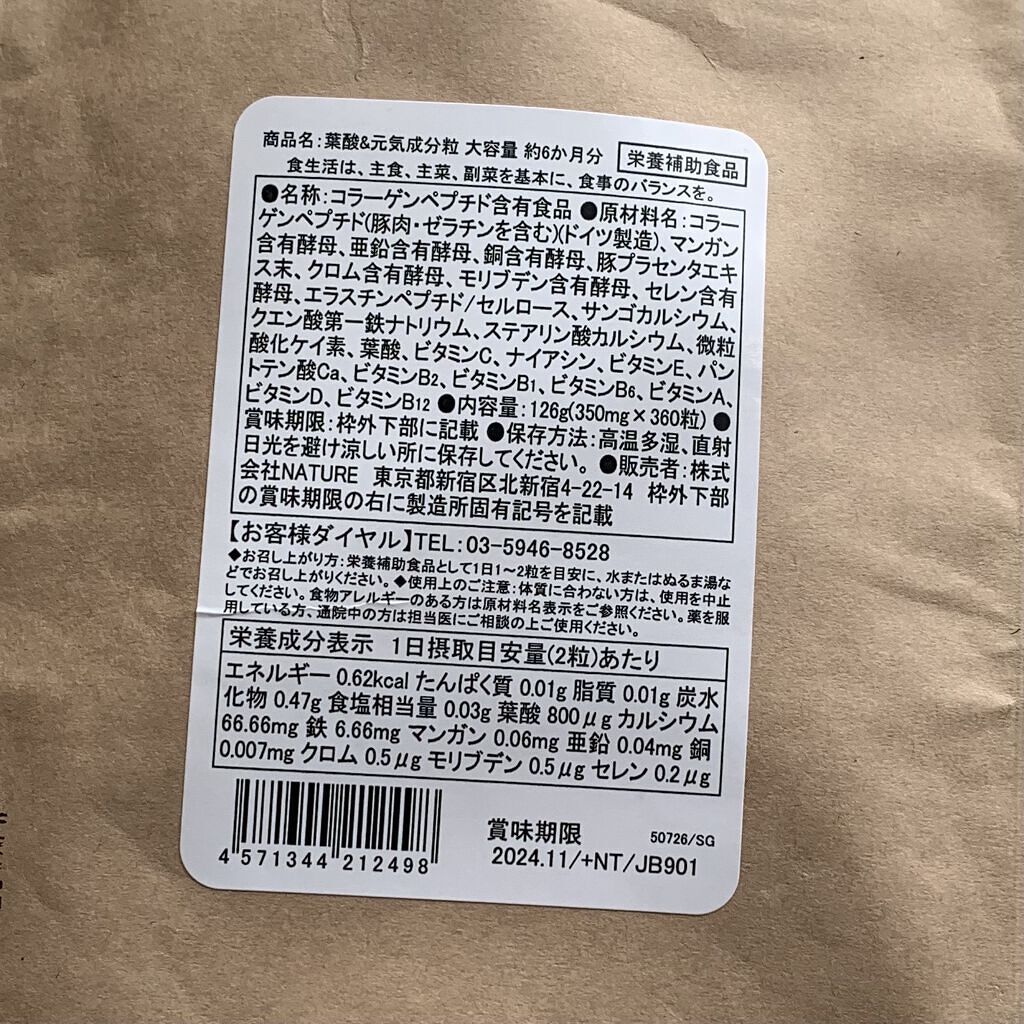 商品名:葉酸&元気成分粒 大容量 約6か月分 栄養補助食品
食生活は、主食、主菜、副菜を基本に、食事のバランスを。
●名称:コラーゲンペプチド含有食品 ●原材料名:コラー
ゲンペプチド(豚肉・ゼラチンを含む)(ドイツ製造)、マンガン
含有酵母、亜鉛含有酵母、銅含有酵母、豚プラセンタエキ
ス末、クロム含有酵母、モリブデン含有酵母、セレン含有
酵母、エラスチンペプチド/セルロース、サンゴカルシウム、
クエン酸第一鉄ナトリウム、ステアリン酸カルシウム、微粒
酸化ケイ素、葉酸、ビタミンC、ナイアシン、ビタミンE、パン
トテン酸Ca、ビタミンB2、ビタミンB1、ビタミンB6、ビタミンA、
ビタミンD、ビタミンB12 ●内容量:126g(350mg×360粒) ●
賞味期限:枠外下部に記載 ●保存方法:高温多湿、直射
日光を避け涼しい所に保存してください。 ●販売者:株式
会社NATURE 東京都新宿区北新宿4-22-14 枠外下部
の賞味期限の右に製造所固有記号を記載
【お客様ダイヤル】TEL:03-5946-8528
◆お召し上がり方:栄養補助食品として1日1~2粒を目安に、水またはぬるま湯な
どでお召し上がりください。◆使用上のご注意:体質に合わない方は、使用を中止
してください。食物アレルギーのある方は原材料名表示をご参照ください。薬を服
用している方、通院中の方は担当医にご相談の上ご使用ください。
栄養成分表示 1日摂取目安量(2粒)あたり
エネルギー 0.62kcal たんぱく質 0.01g 脂質 0.01g 炭水
化物 0.47g 食塩相当量 0.03g 葉酸 800μg カルシウム
66.66mg 鉄 6.66mg マンガン 0.06mg 亜鉛 0.04mg 銅
0.007mg クロム 0.5μg モリブデン 0.5μg セレン 0.2μg
賞味期限 50726/SG
2024.11/+NT/JB901
4 571344 212498